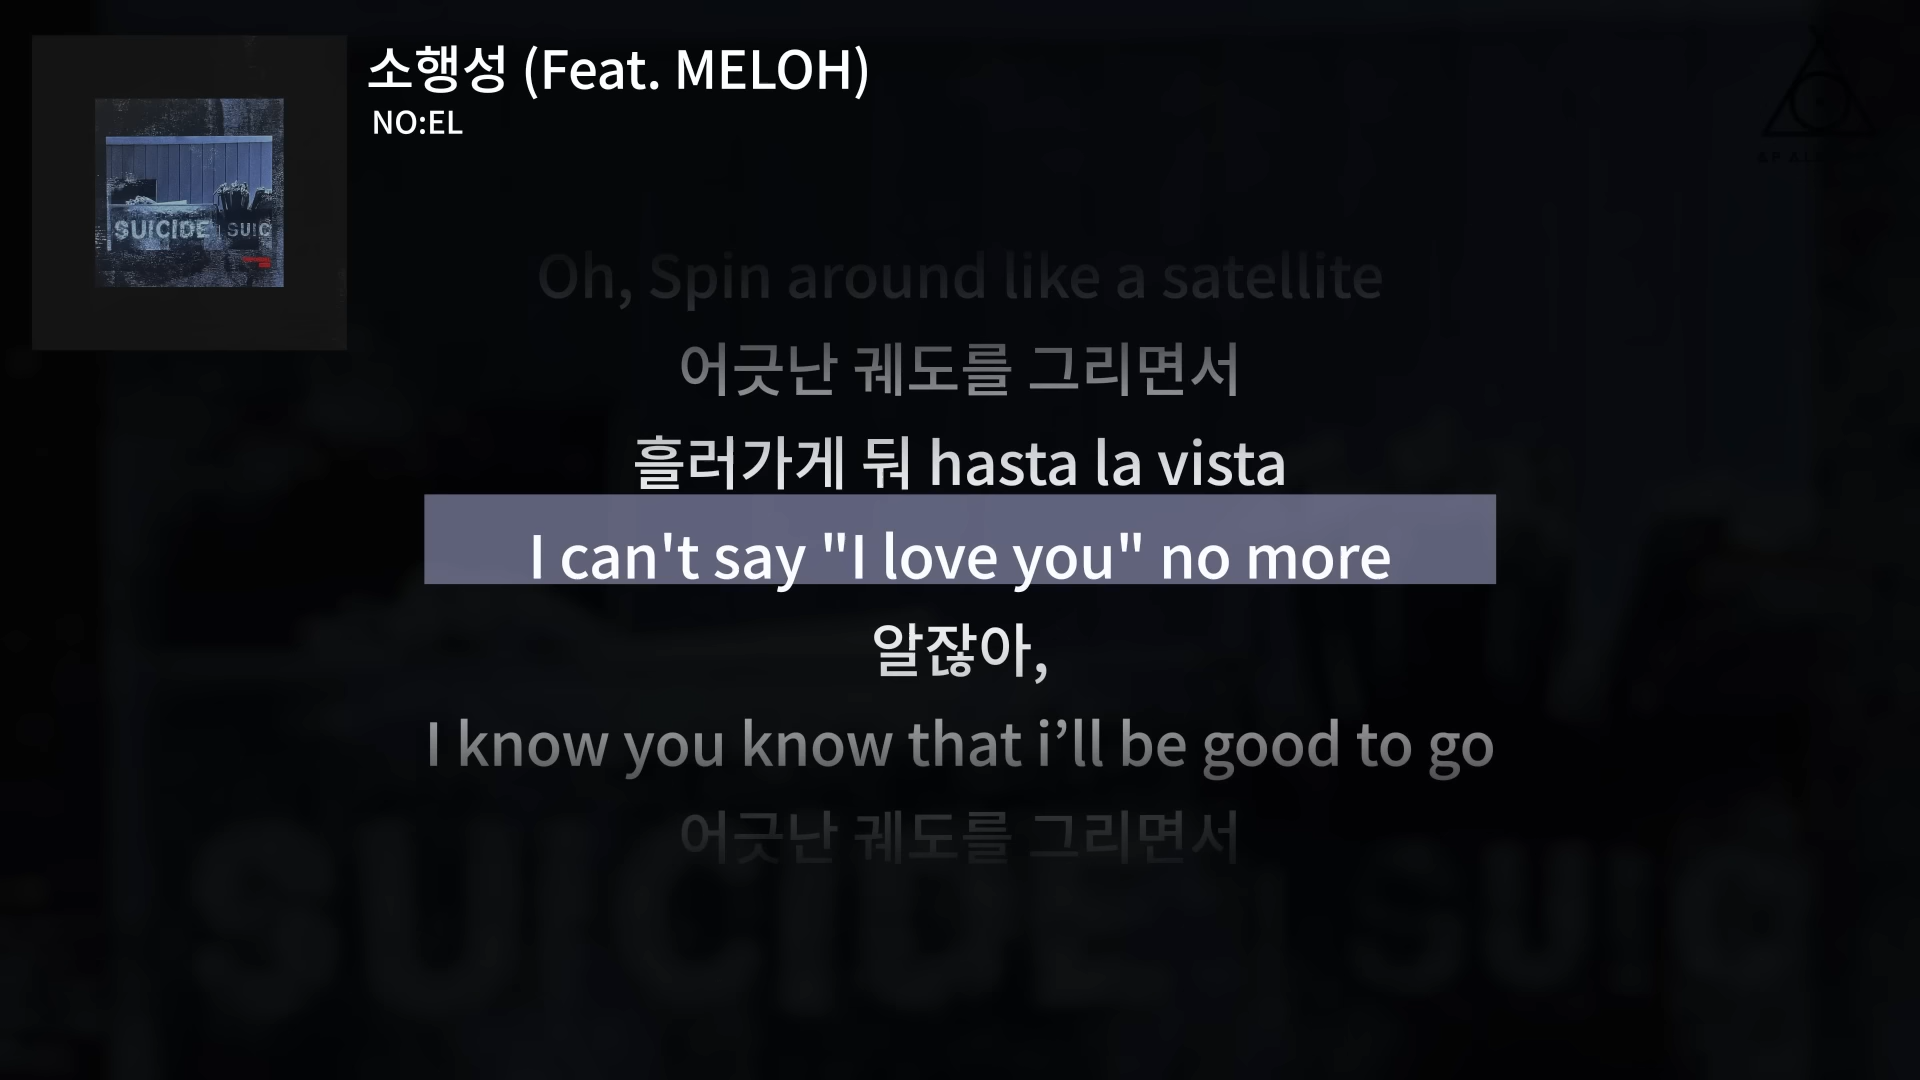 소행성 (Feat. MELOH)
NO:EL
SUICIDE SUIC
Oh, Spin around like a satellite
어긋난 궤도를 그리면서
흘러가게 둬 hasta la vista
I can't say "I love you" no more
알잖아,
I know you know that i’ll be good to go
어긋난 궤도를 그리면서
SUICIDE SUIC